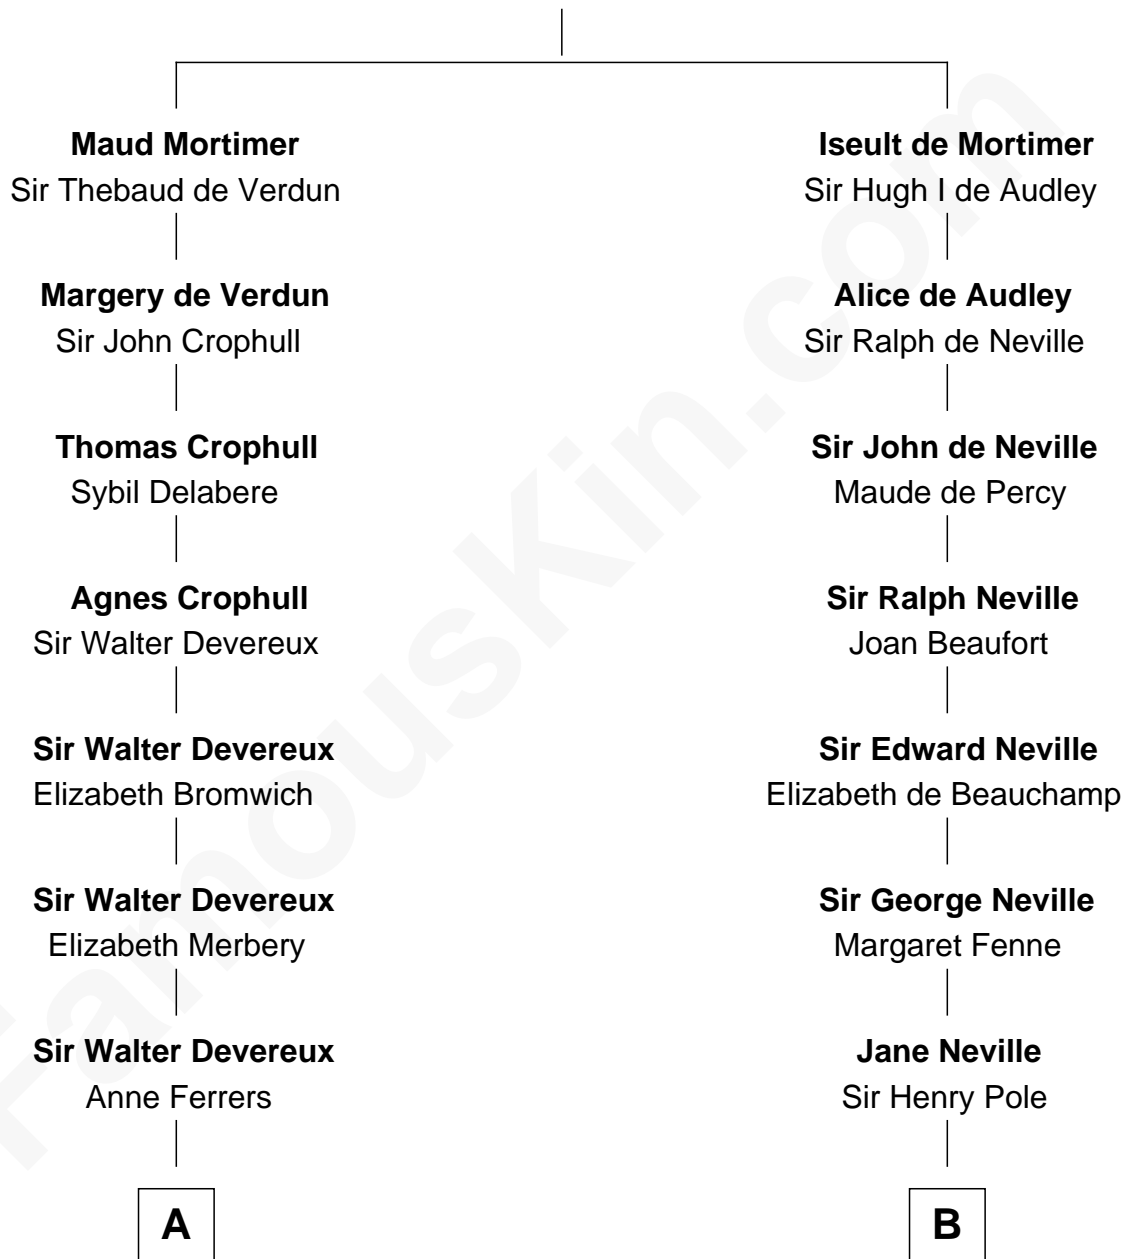 Maud Mortimer
Sir Thebaud de Verdun
Margery de Verdun
Sir John Crophull
Thomas Crophull
Sybil Delabere
Agnes Crophull
Sir Walter Devereux
Sir Walter Devereux
Elizabeth Bromwich
Sir Walter Devereux
Elizabeth Merbery
Sir Walter Devereux
Anne Ferrers
A
Iseult de Mortimer
Sir Hugh I de Audley
Alice de Audley
Sir Ralph de Neville
Sir John de Neville
Maude de Percy
Sir Ralph Neville
Joan Beaufort
Sir Edward Neville
Elizabeth de Beauchamp
Sir George Neville
Margaret Fenne
Jane Neville
Sir Henry Pole
B
FamousKin.com